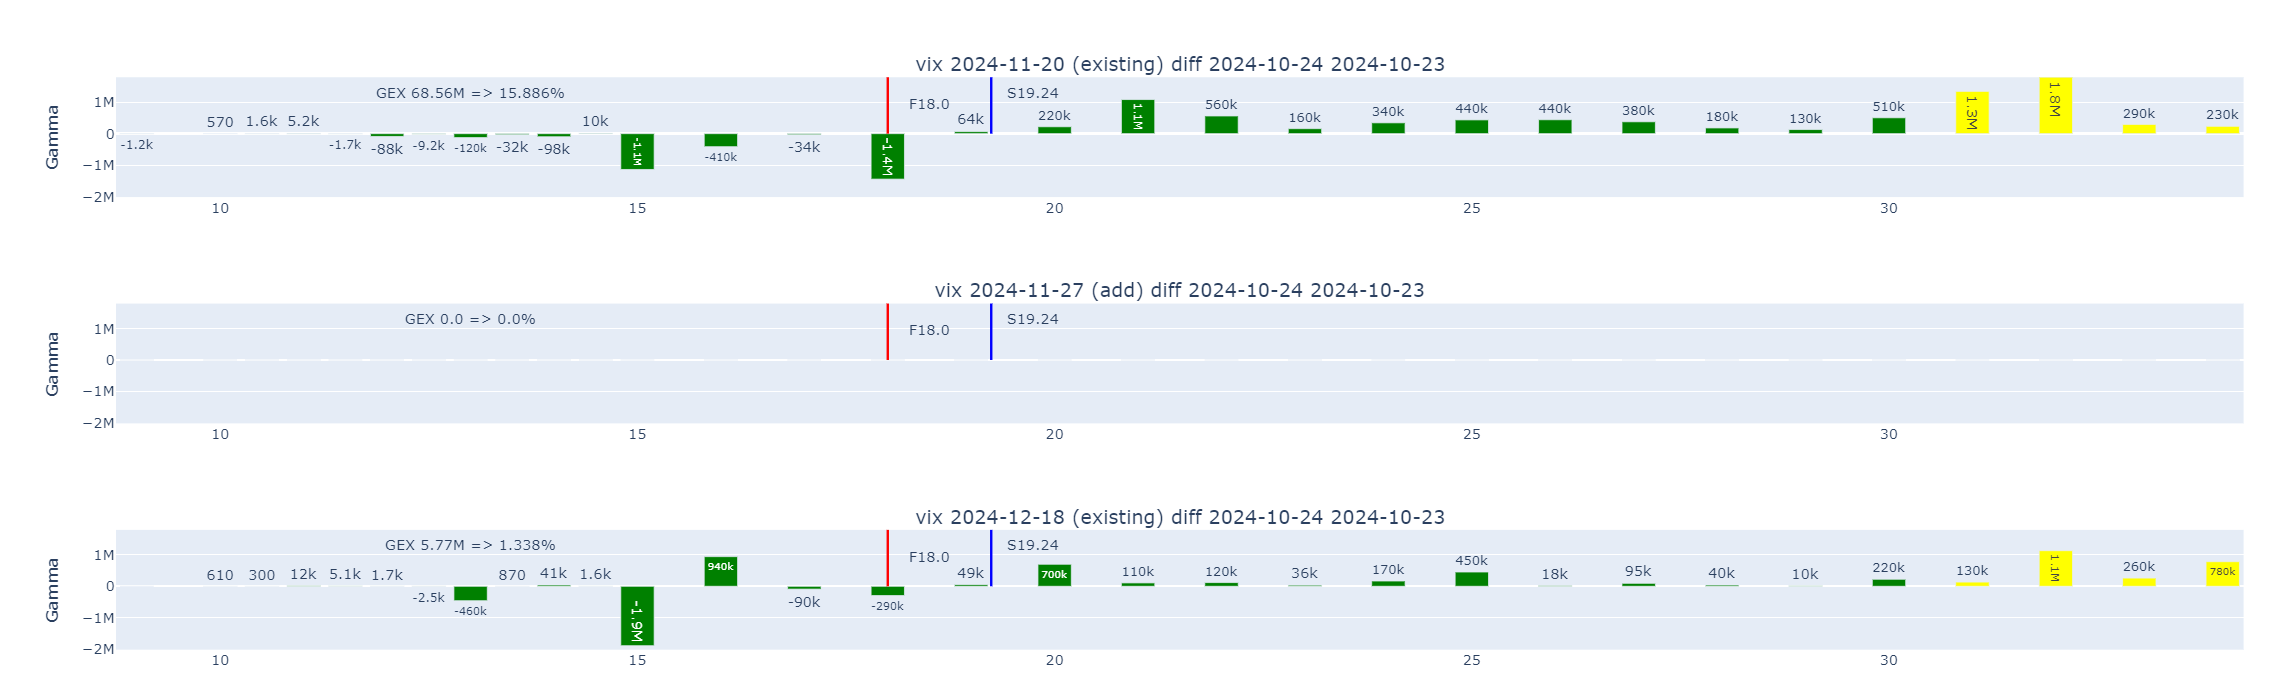 vix 2024-11-20 (existing) diff 2024-10-24 2024-10-23
GEX 68.56M => 15.886%
F18.0
S19.24
Gamma
1M
0
−1M
−2M
-1.2k
570
1.6k
5.2k
-1.7k
-88k
-9.2k
-120k
-32k
-98k
10k
-1.1M
-410k
-34k
-1.4M
64k
220k
1.1M
560k
160k
340k
440k
440k
380k
180k
130k
510k
1.3M
1.8M
290k
230k
10
15
20
25
30
vix 2024-11-27 (add) diff 2024-10-24 2024-10-23
GEX 0.0 => 0.0%
F18.0
S19.24
Gamma
1M
0
−1M
−2M
10
15
20
25
30
vix 2024-12-18 (existing) diff 2024-10-24 2024-10-23
GEX 5.77M => 1.338%
F18.0
S19.24
Gamma
1M
0
−1M
−2M
610
300
12k
5.1k
1.7k
-2.5k
-460k
870
41k
1.6k
-1.9M
940k
-90k
-290k
49k
700k
110k
120k
36k
170k
450k
18k
95k
40k
10k
220k
130k
1.1M
260k
780k
10
15
20
25
30